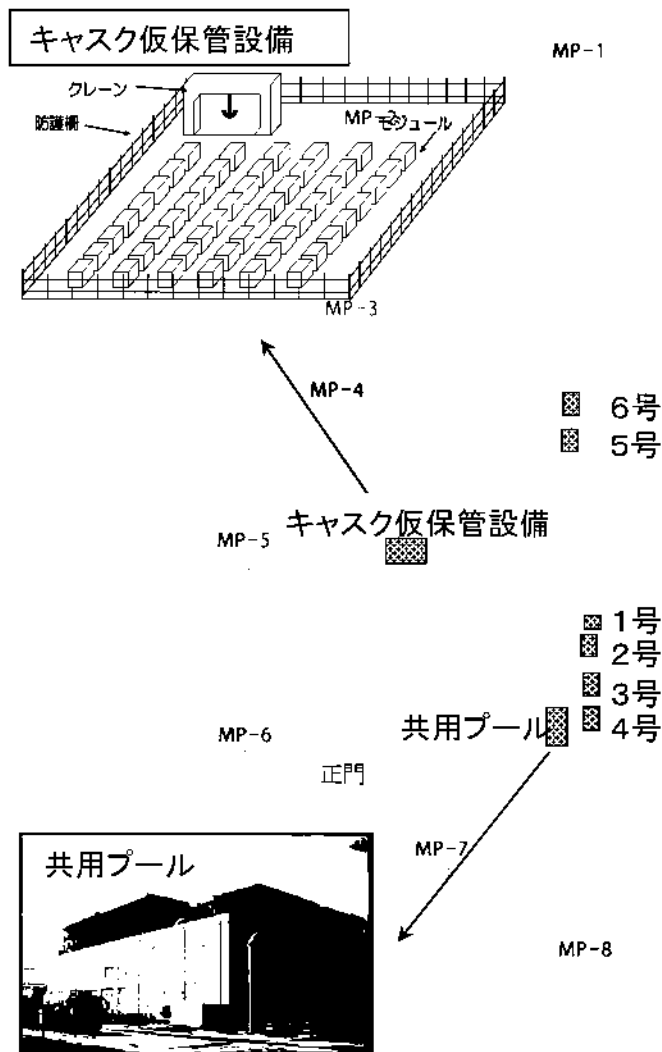 キャスク仮保管設備
MP-1
クレーン
防護柵
MP-2
モジュール
MP-3
MP-4
6号
5号
キャスク仮保管設備
MP-5
1号
2号
3号
共用プール
4号
MP-6
正門
共用プール
MP-7
MP-8